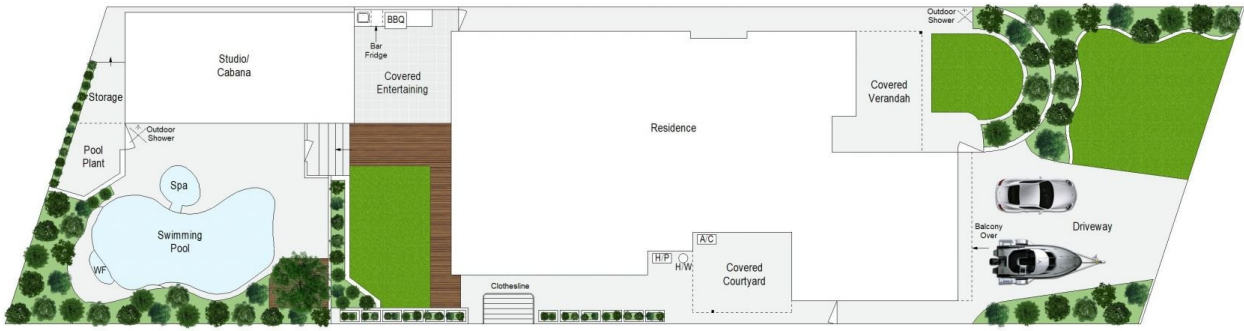 Outdoor
Shower
BBQ
Bar
Fridge
Studio/
Cabana
Covered
Entertaining
Covered
Verandah
Storage
Residence
Outdoor
Shower
Pool
Plant
Spa
Swimming
Pool
WF
Driveway
Balcony
Over
A/C
H/P
H/W
Covered
Courtyard
Clothesline